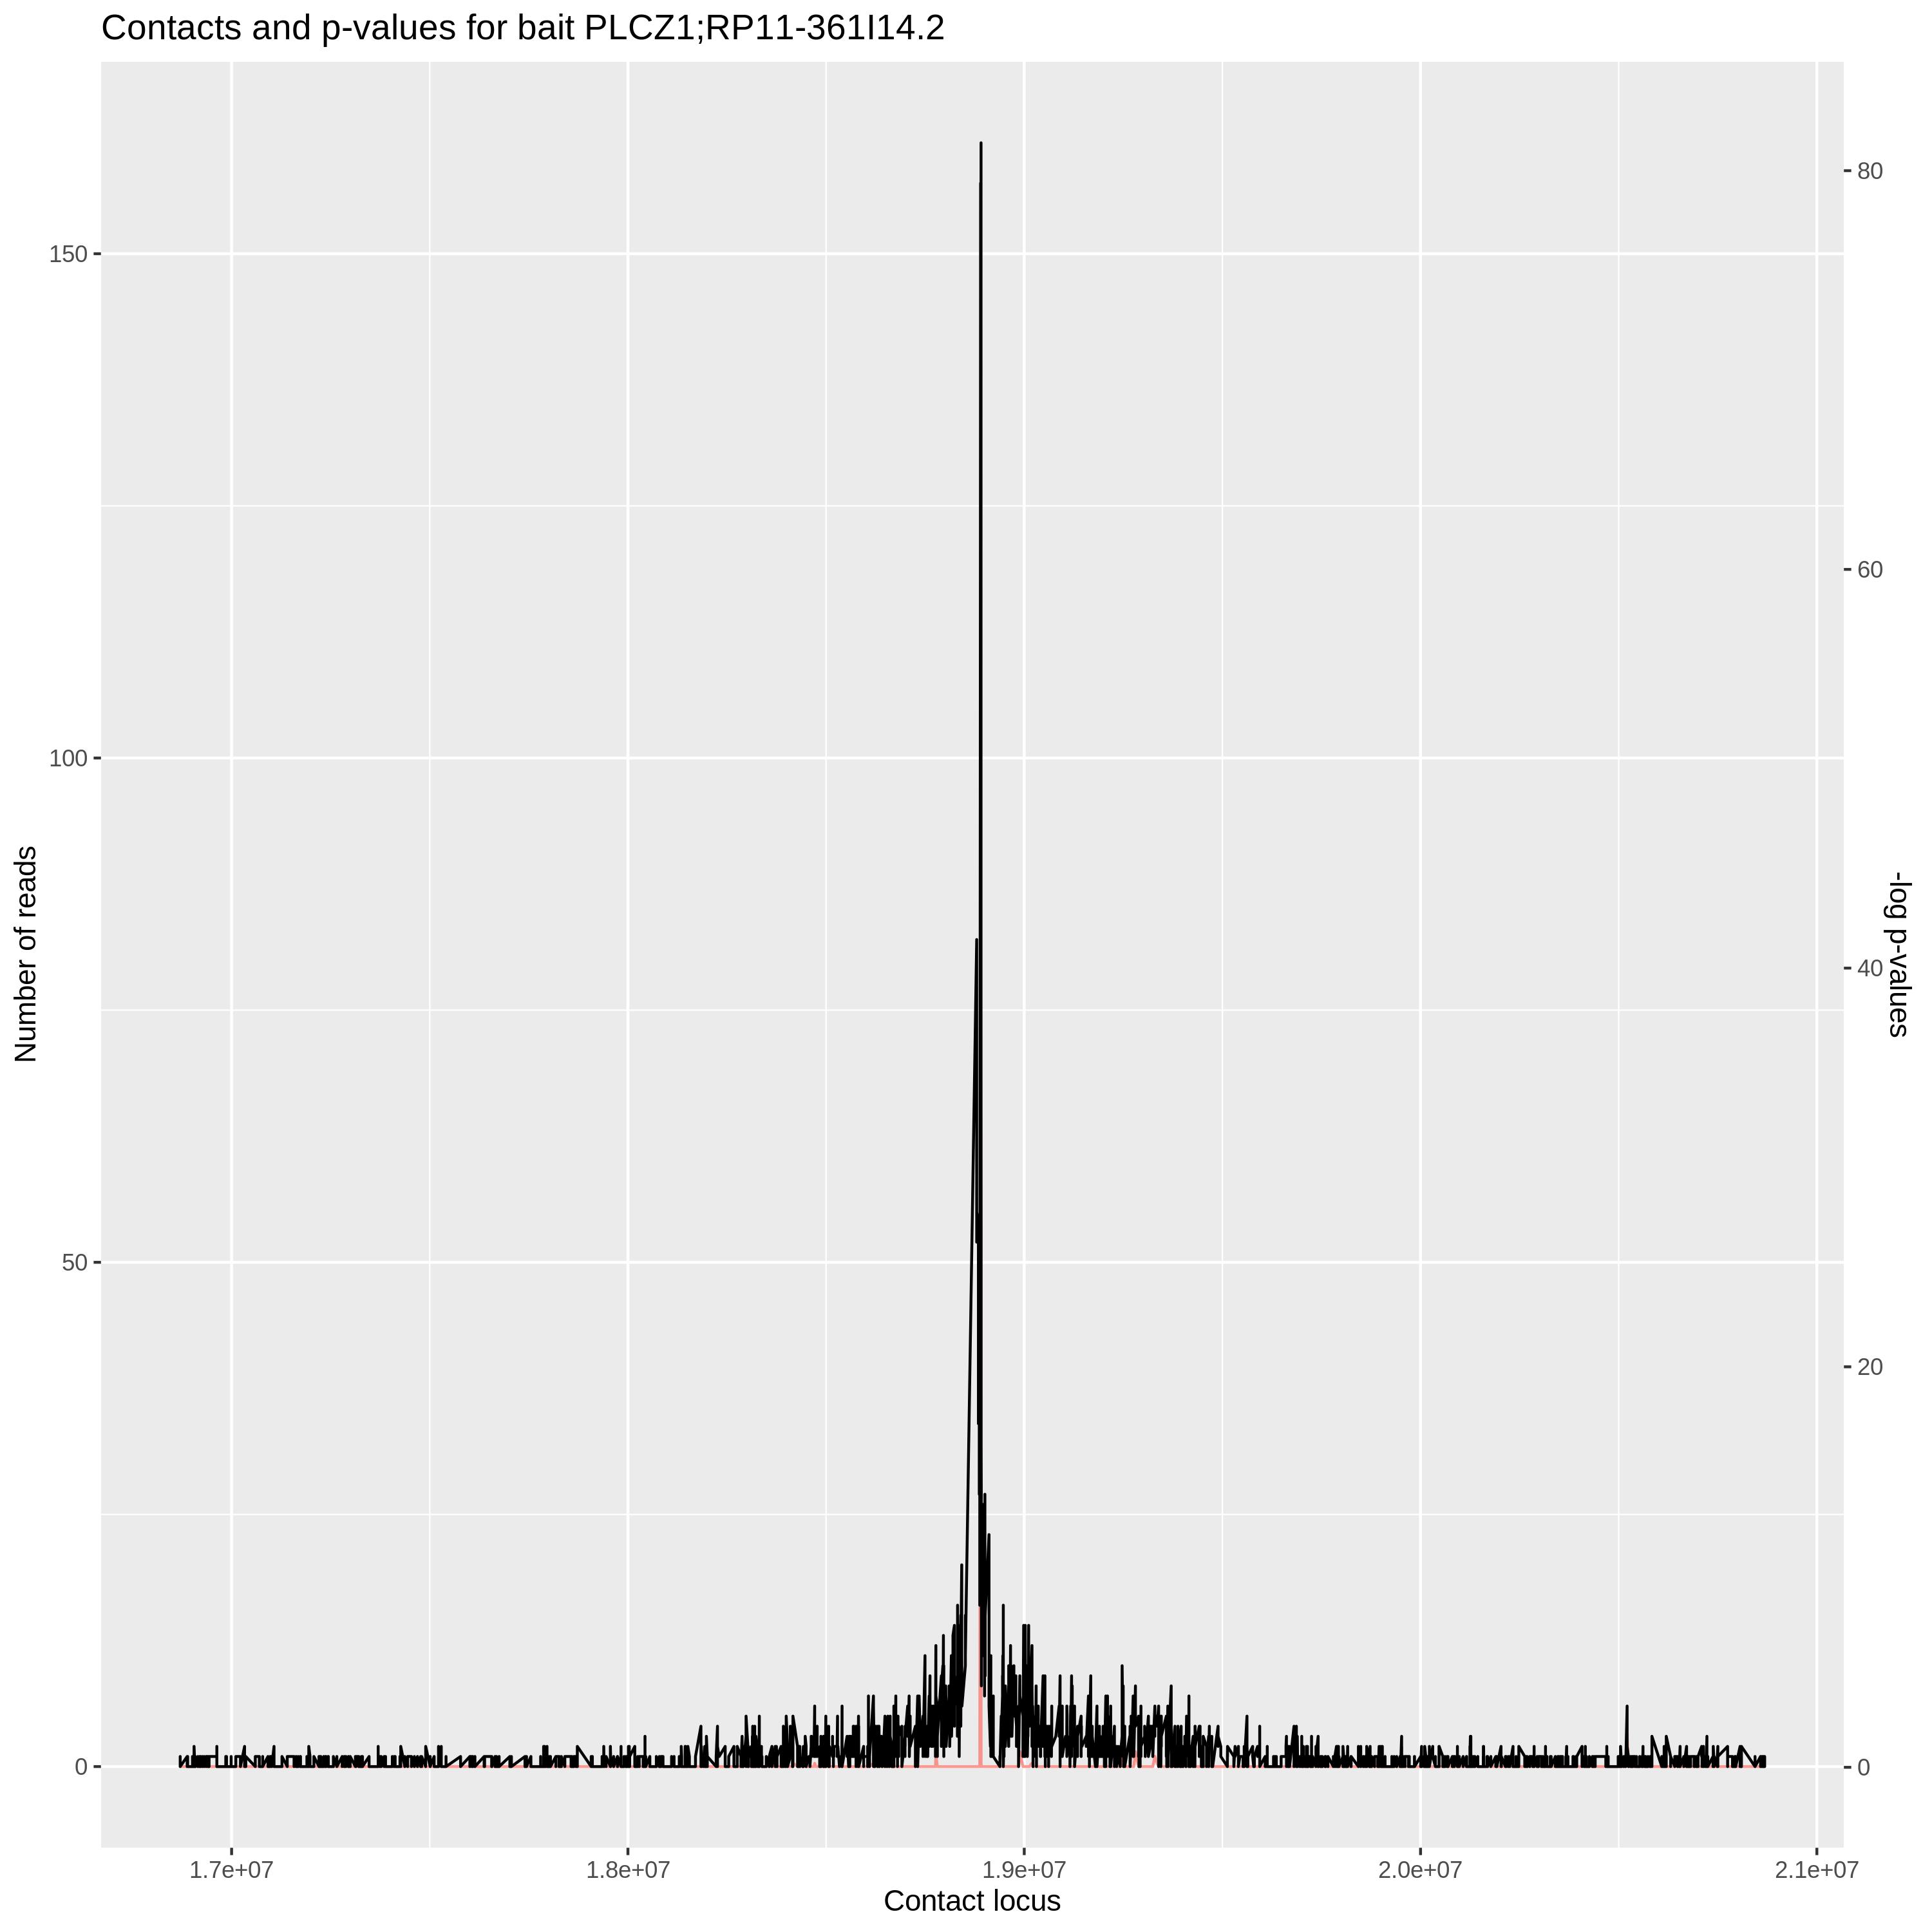 Contacts and p-values for bait PLCZ1;RP11-361I14.2
150
100
50
0
Number of reads
80
60
40
20
0
-log p-values
1.7e+07
1.8e+07
1.9e+07
2.0e+07
2.1e+07
Contact locus